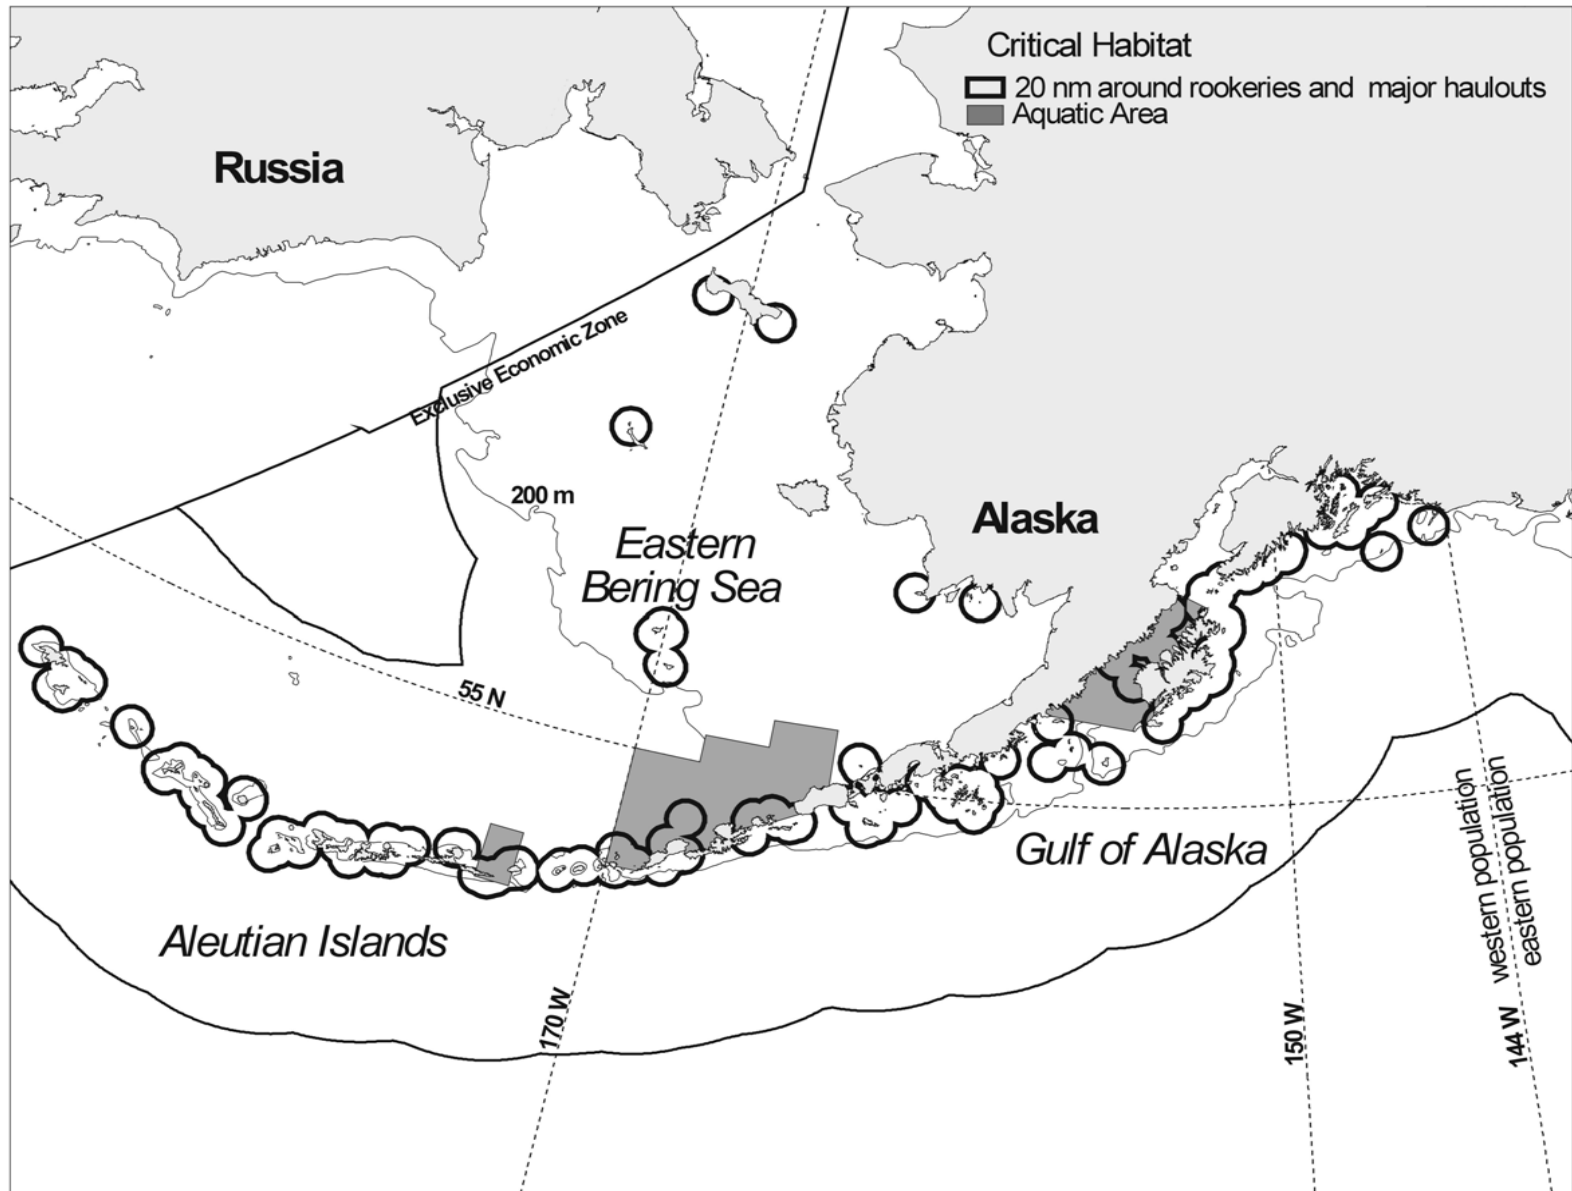 Critical Habitat
20 nm around rookeries and major haulouts
Aquatic Area
Russia
Exclusive Economic Zone
200 m
Alaska
Eastern
Bering Sea
55 N
Gulf of Alaska
western population
eastern population
Aleutian Islands
170 W
150 W
144 W